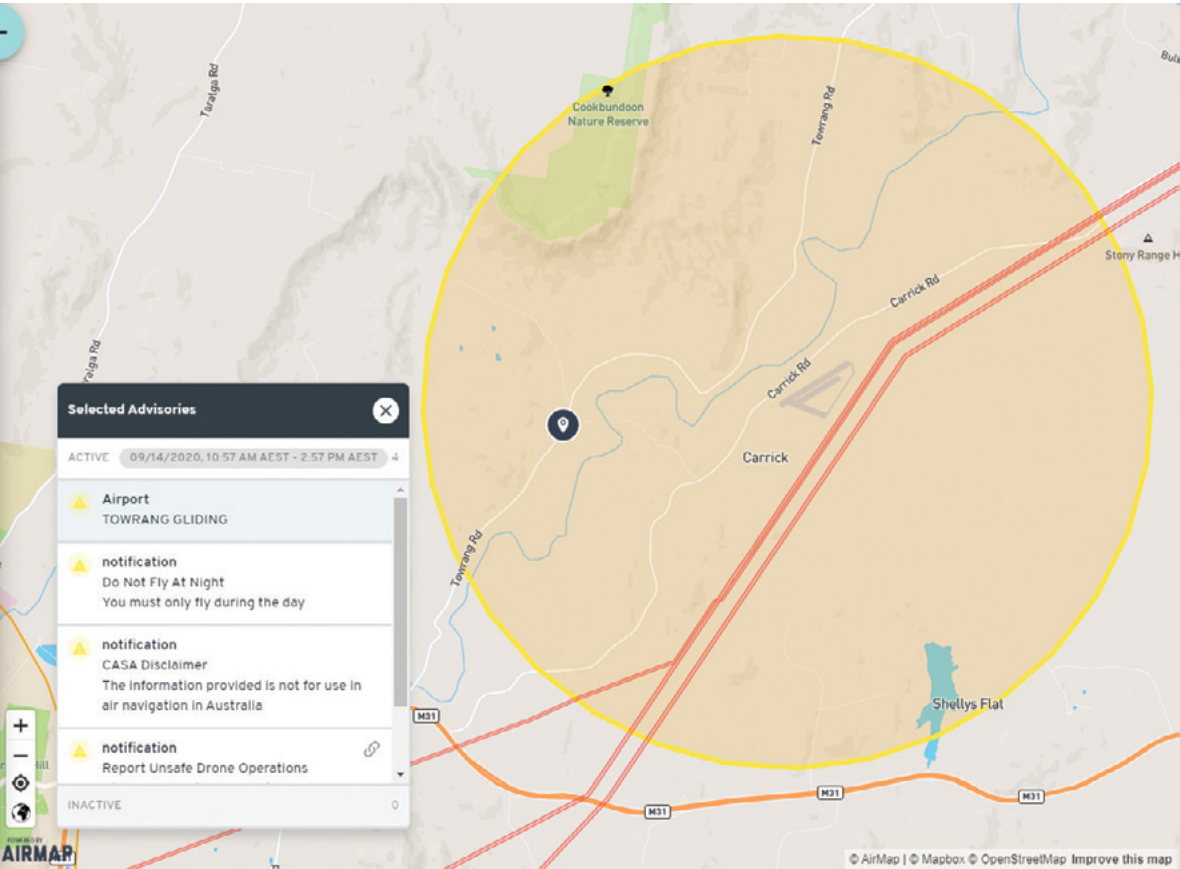 Taralga Rd
Cookbundoon
Nature Reserve
Towrang Rd
Stony Range H
Carrick Rd
Carrick Rd
Carrick
Towrang Rd
Shellys Flat
M31
M31
M31
M31
Selected Advisories
ACTIVE 09/14/2020, 10:57 AM AEST - 2:57 PM AEST 4
Airport
TOWRANG GLIDING
notification
Do Not Fly At Night
You must only fly during the day
notification
CASA Disclaimer
The information provided is not for use in
air navigation in Australia
notification
Report Unsafe Drone Operations
INACTIVE 0
POWERED BY
AIRMAP
© AirMap | © Mapbox © OpenStreetMap Improve this map